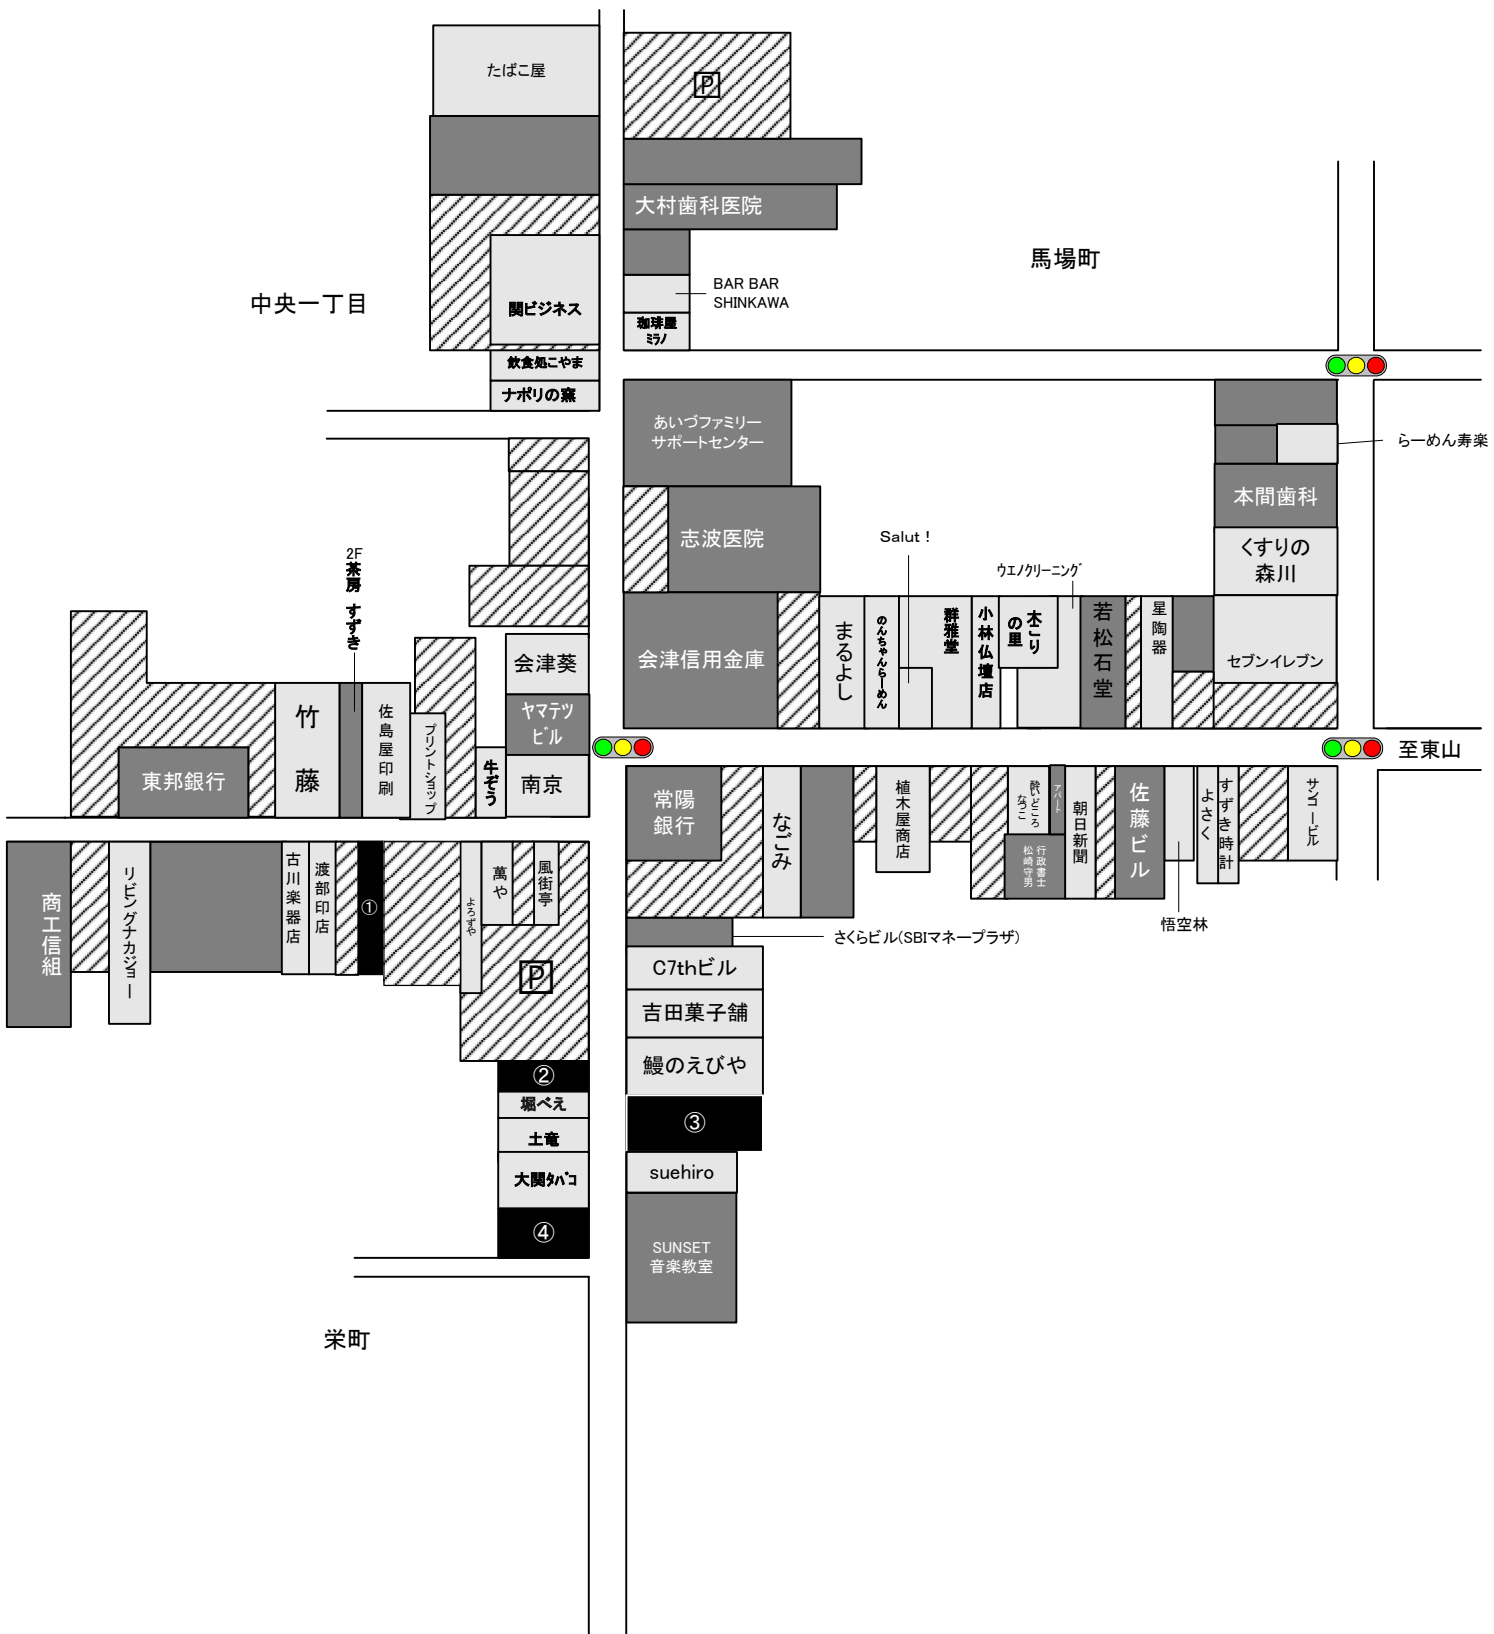 たばこ屋
P
大村歯科医院
馬場町
BAR BAR
SHINKAWA
中央一丁目
関ビジネス
珈琲屋
ミラノ
飲食処こやま
ナポリの窯
あいづファミリー
サポートセンター
らーめん寿楽
本間歯科
志波医院
Salut！
くすりの
森川
2F
茶房 すずき
ウエノクリーニング
会津葵
会津信用金庫
まるよし
のんちゃんらーめん
群雅堂
小林仏壇店
木こり
の里
若松石堂
星陶器
セブンイレブン
竹藤
佐島屋印刷
プリントショップ
ヤマテツ
ビル
東邦銀行
牛ぞう
南京
至東山
常陽
銀行
なごみ
植木屋商店
酔いどころ
なつこ
アパート
朝日新聞
佐藤ビル
よさく
すずき時計
サンコービル
行政書士
松崎守男
悟空林
商工信組
リビングナカジョー
古川楽器店
渡部印店
①
よろずや
萬や
風街亭
P
さくらビル(SBIマネープラザ)
C7thビル
吉田菓子舗
鰻のえびや
②
堀べえ
③
土竜
大関タバコ
suehiro
④
SUNSET
音楽教室
栄町